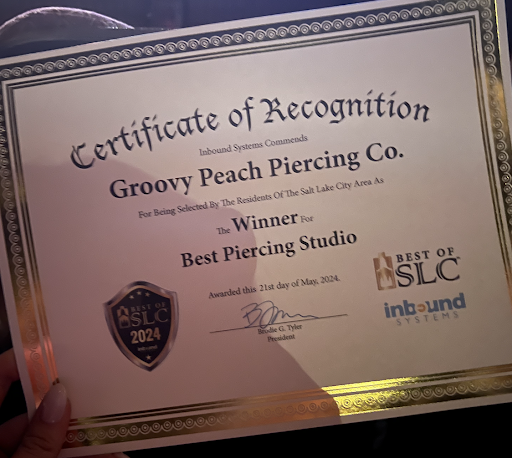 Certificate of Recognition
Inbound Systems Commends
Groovy Peach Piercing Co.
For Being Selected By The Residents Of The Salt Lake City Area As
The Winner For
Best Piercing Studio
Awarded this 21st day of May, 2024.
Brodie G. Tyler
President
BEST OF
SLC
2024
BEST OF
SLC
inbound
SYSTEMS